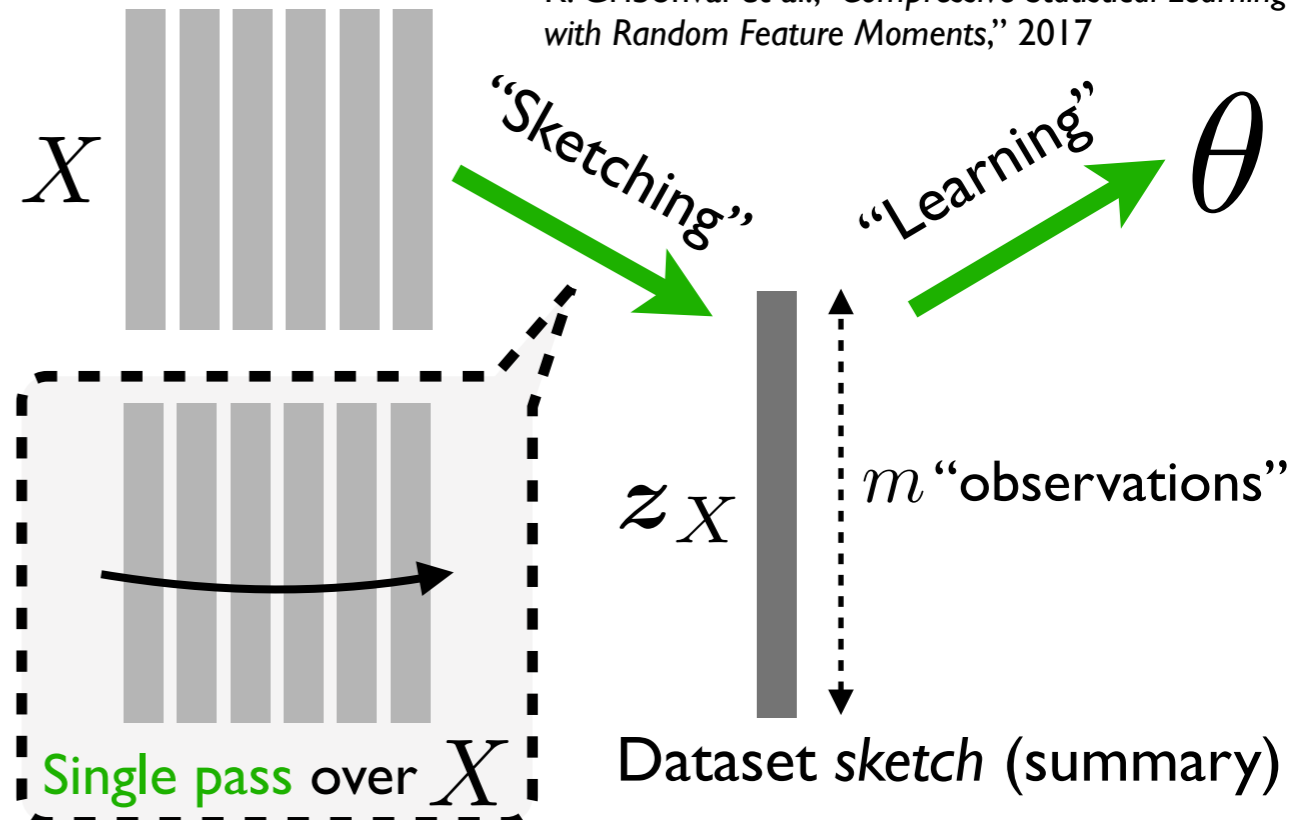 with Random Feature Moments,” 2017
“Sketching”
“Learning”
X
θ
z_X
m “observations”
Single pass over X
Dataset sketch (summary)